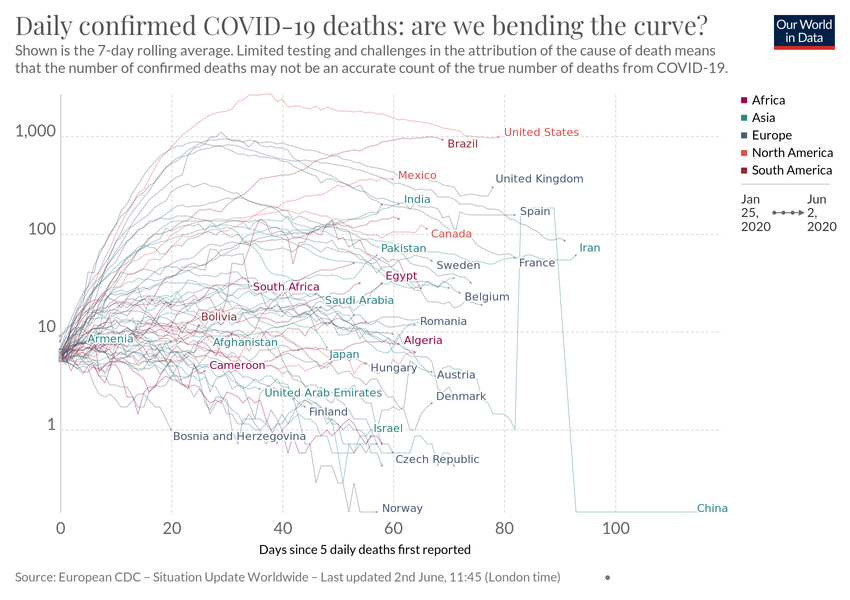 Daily confirmed COVID-19 deaths: are we bending the curve?
Our World
in Data
Shown is the 7-day rolling average. Limited testing and challenges in the attribution of the cause of death means
that the number of confirmed deaths may not be an accurate count of the true number of deaths from COVID-19.
Africa
Asia
Europe
North America
South America
Jan
25,
2020
Jun
2,
2020
1,000
100
10
1
United States
Brazil
Mexico
United Kingdom
India
Spain
Canada
Pakistan
Iran
Sweden
France
Egypt
South Africa
Saudi Arabia
Belgium
Bolivia
Romania
Armenia
Afghanistan
Algeria
Japan
Cameroon
Hungary
Austria
United Arab Emirates
Denmark
Finland
Israel
Bosnia and Herzegovina
Czech Republic
Norway
China
0
20
40
60
80
100
Days since 5 daily deaths first reported
Source: European CDC – Situation Update Worldwide – Last updated 2nd June, 11:45 (London time)